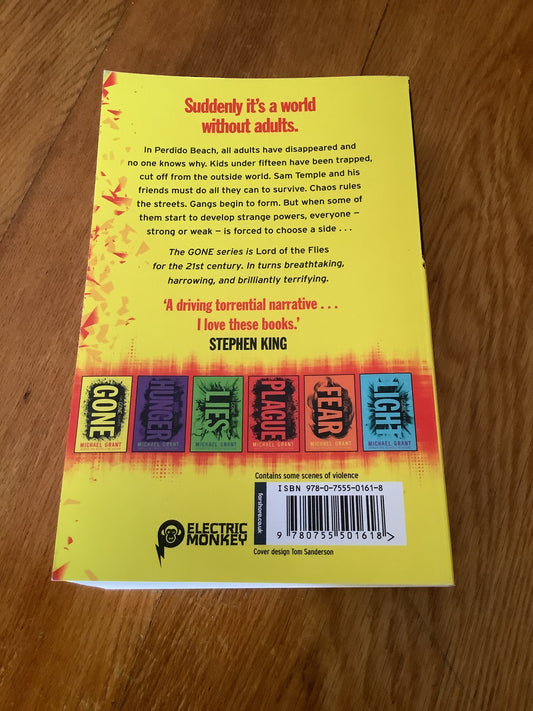 Suddenly it's a world
without adults.
In Perdido Beach, all adults have disappeared and
no one knows why. Kids under fifteen have been trapped,
cut off from the outside world. Sam Temple and his
friends must do all they can to survive. Chaos rules
the streets. Gangs begin to form. But when some of
them start to develop strange powers, everyone –
strong or weak – is forced to choose a side . . .
The GONE series is Lord of the Flies
for the 21st century. In turns breathtaking,
harrowing, and brilliantly terrifying.
‘A driving torrential narrative . . .
I love these books.’
STEPHEN KING
GONE
MICHAEL GRANT
HUNGER
MICHAEL GRANT
LIES
MICHAEL GRANT
PLAGUE
MICHAEL GRANT
FEAR
MICHAEL GRANT
LIGHT
MICHAEL GRANT
Contains some scenes of violence
farshore.co.uk
ISBN 978-0-7555-0161-8
9 780755 501618 >
ELECTRIC
MONKEY
Cover design Tom Sanderson